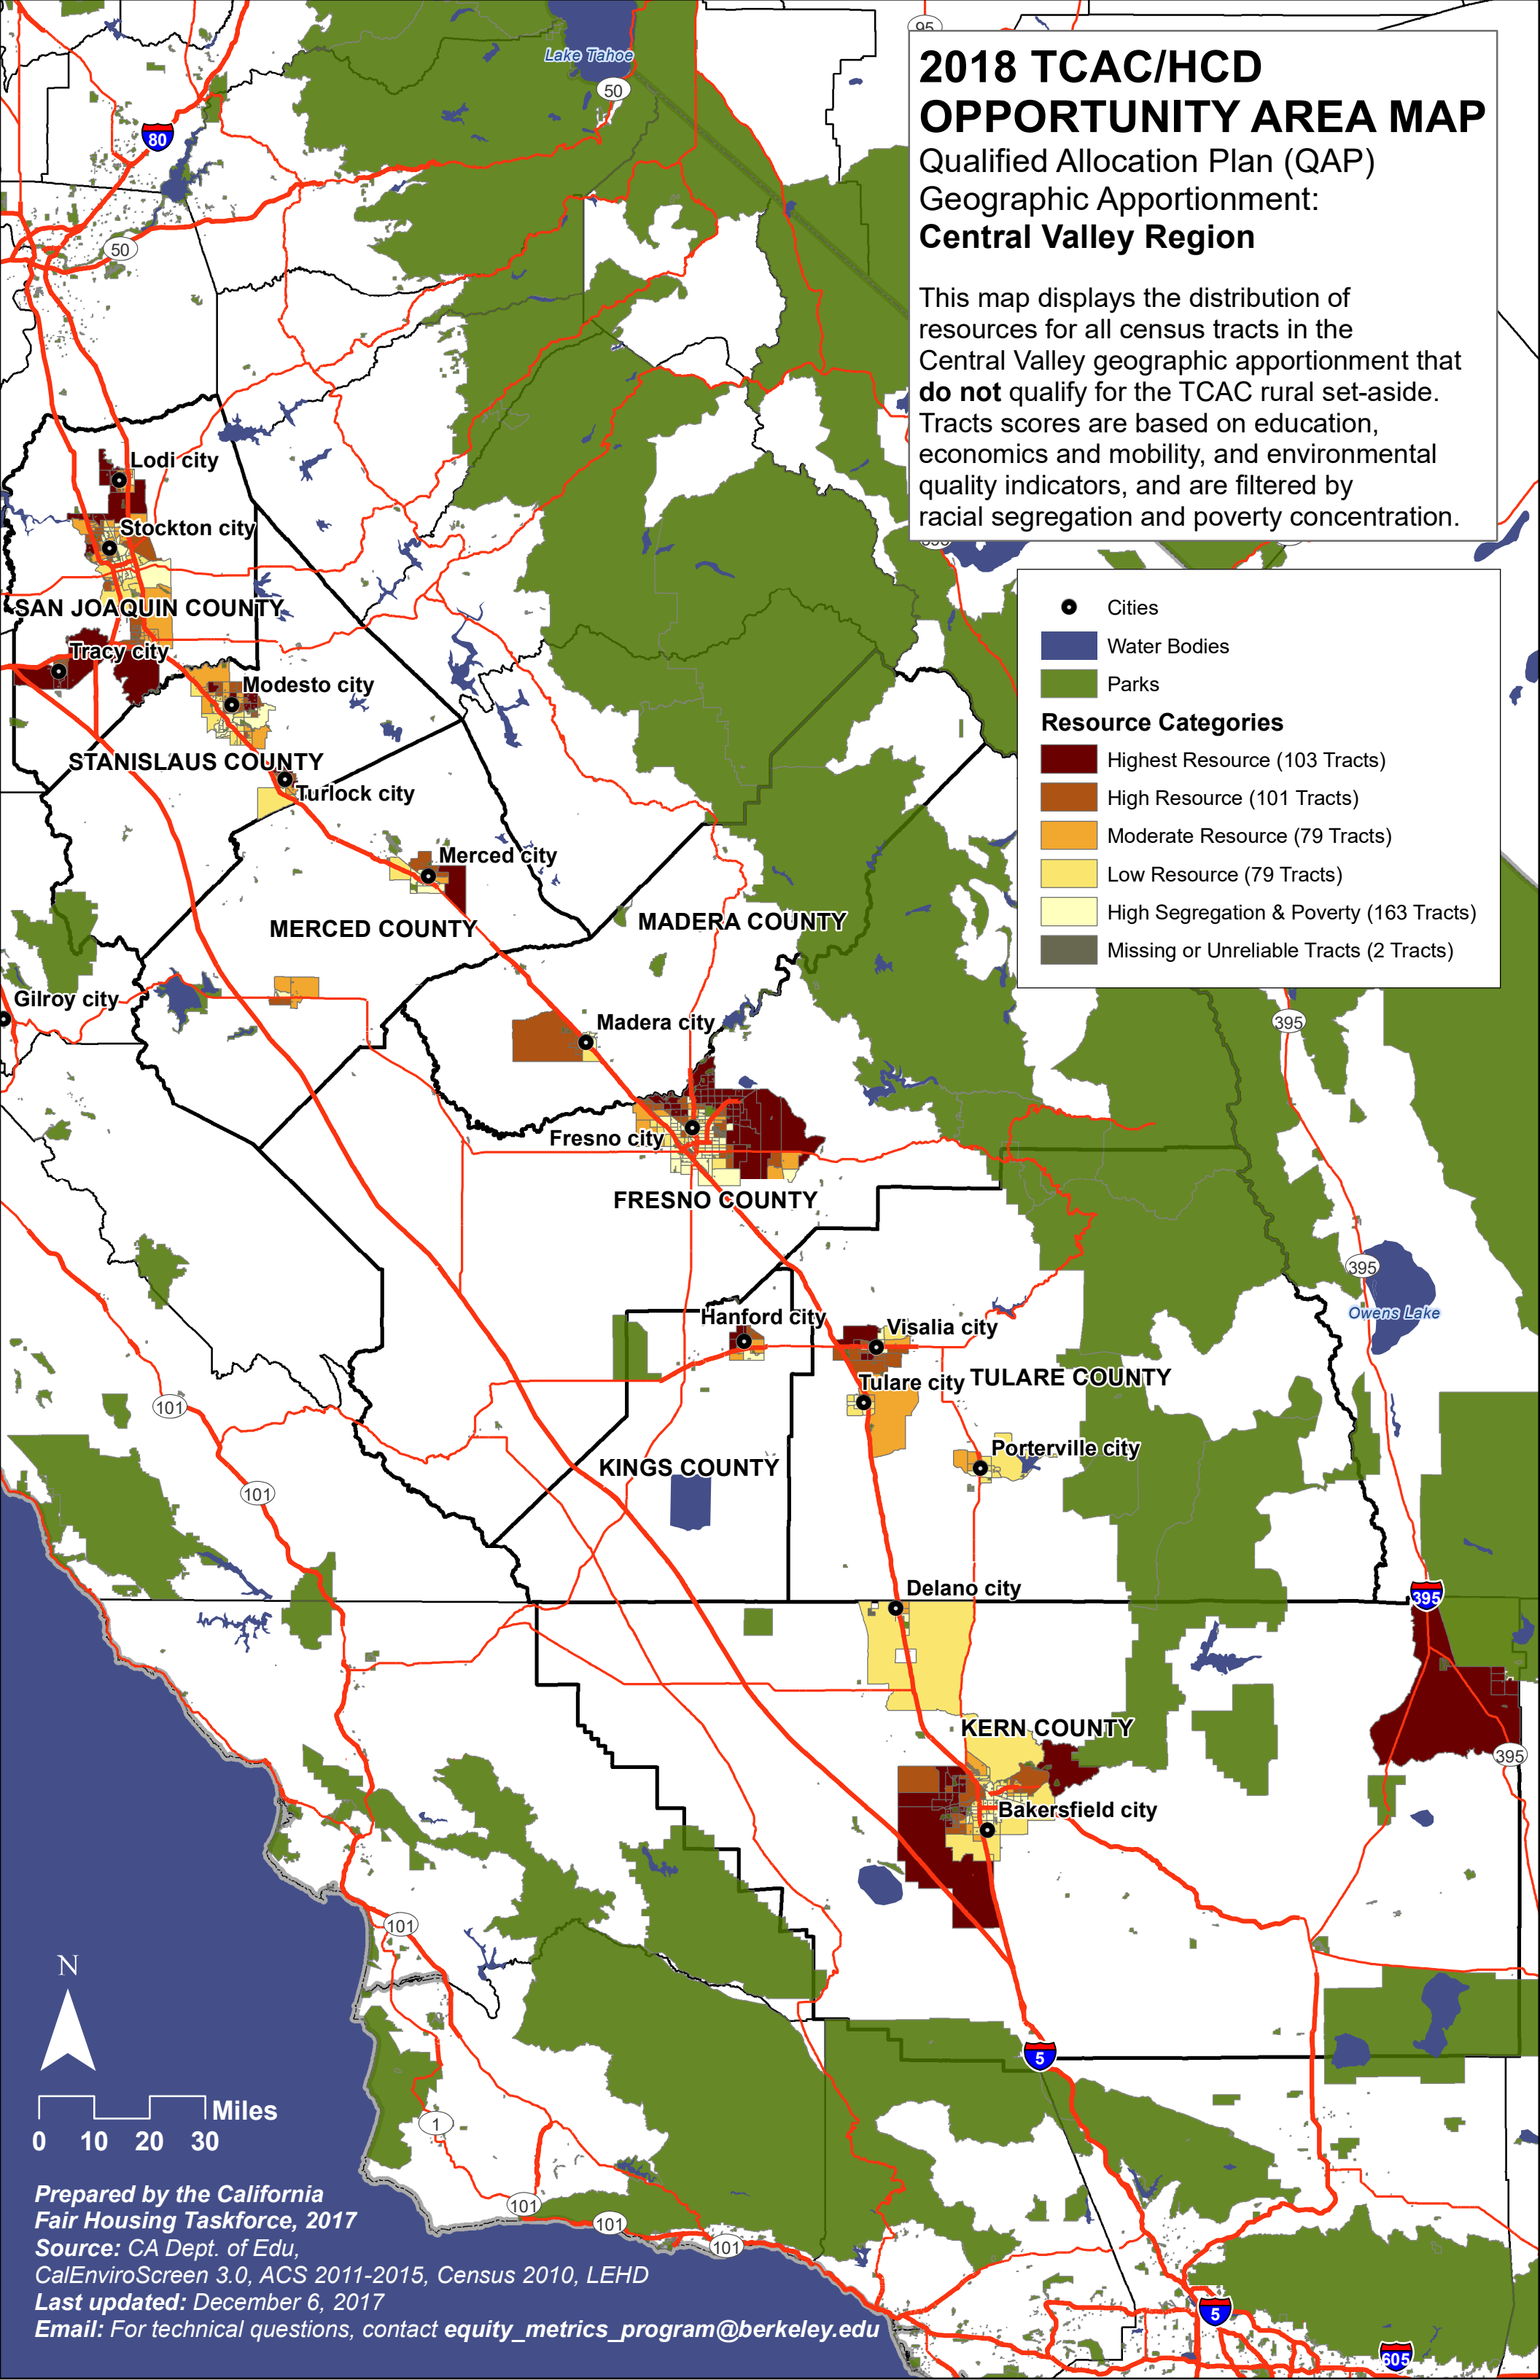 2018 TCAC/HCD
OPPORTUNITY AREA MAP
Qualified Allocation Plan (QAP)
Geographic Apportionment:
Central Valley Region
This map displays the distribution of
resources for all census tracts in the
Central Valley geographic apportionment that
do not qualify for the TCAC rural set-aside.
Tracts scores are based on education,
economics and mobility, and environmental
quality indicators, and are filtered by
racial segregation and poverty concentration.
Cities
Water Bodies
Parks
Resource Categories
Highest Resource (103 Tracts)
High Resource (101 Tracts)
Moderate Resource (79 Tracts)
Low Resource (79 Tracts)
High Segregation & Poverty (163 Tracts)
Missing or Unreliable Tracts (2 Tracts)
95
Lake Tahoe
50
80
50
Lodi city
Stockton city
395
SAN JOAQUIN COUNTY
Tracy city
Modesto city
STANISLAUS COUNTY
Turlock city
Merced city
MERCED COUNTY
MADERA COUNTY
Gilroy city
Madera city
395
Fresno city
FRESNO COUNTY
395
Owens Lake
Hanford city
Visalia city
Tulare city
TULARE COUNTY
101
Porterville city
KINGS COUNTY
101
Delano city
395
KERN COUNTY
395
Bakersfield city
101
5
1
101
101
101
5
605
N
Miles
0 10 20 30
Prepared by the California
Fair Housing Taskforce, 2017
Source: CA Dept. of Edu,
CalEnviroScreen 3.0, ACS 2011-2015, Census 2010, LEHD
Last updated: December 6, 2017
Email: For technical questions, contact equity_metrics_program@berkeley.edu